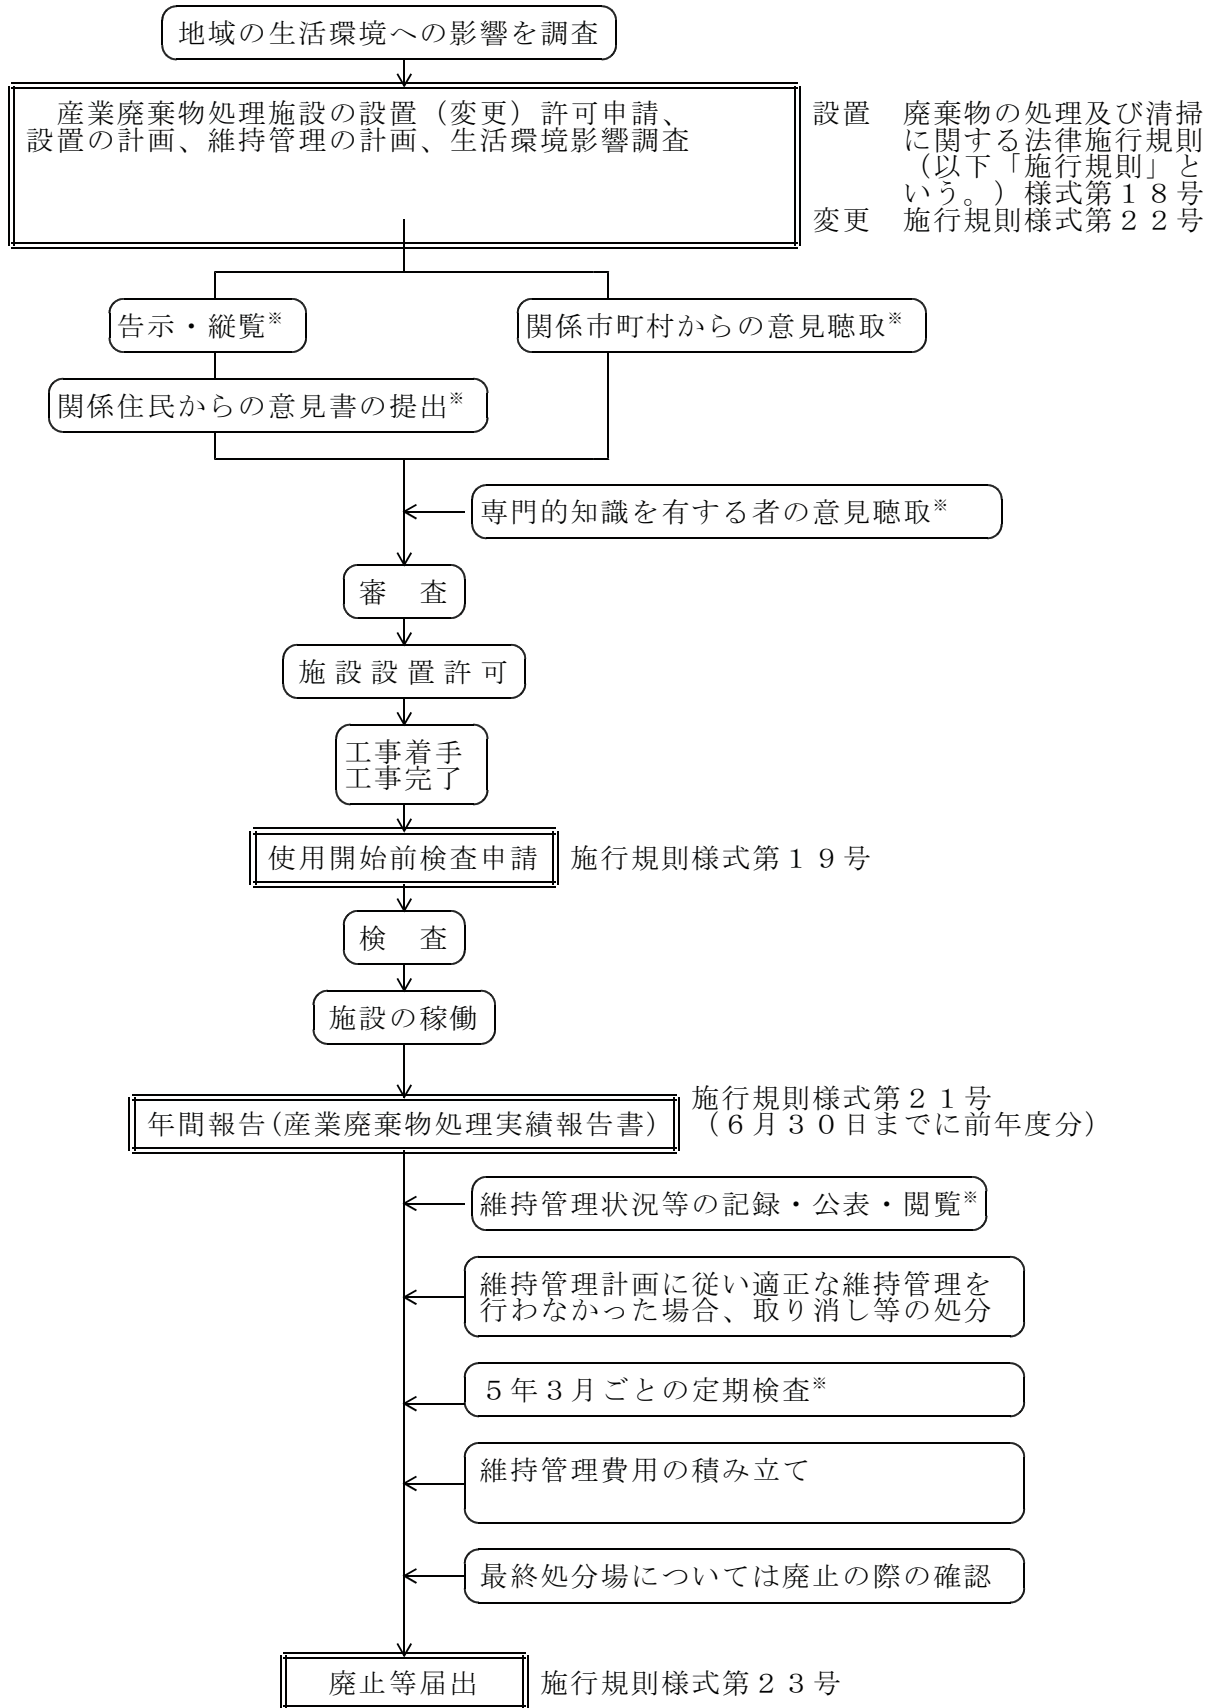 地域の生活環境への影響を調査
産業廃棄物処理施設の設置（変更）許可申請、
設置の計画、維持管理の計画、生活環境影響調査
設置　廃棄物の処理及び清掃
に関する法律施行規則
（以下「施行規則」と
いう。）様式第１８号
変更　施行規則様式第２２号
告示・縦覧※
関係市町村からの意見聴取※
関係住民からの意見書の提出※
専門的知識を有する者の意見聴取※
審　査
施設設置許可
工事着手
工事完了
使用開始前検査申請
施行規則様式第１９号
検　査
施設の稼働
年間報告(産業廃棄物処理実績報告書)
施行規則様式第２１号
（６月３０日までに前年度分）
維持管理状況等の記録・公表・閲覧※
維持管理計画に従い適正な維持管理を
行わなかった場合、取り消し等の処分
５年３月ごとの定期検査※
維持管理費用の積み立て
最終処分場については廃止の際の確認
廃止等届出
施行規則様式第２３号